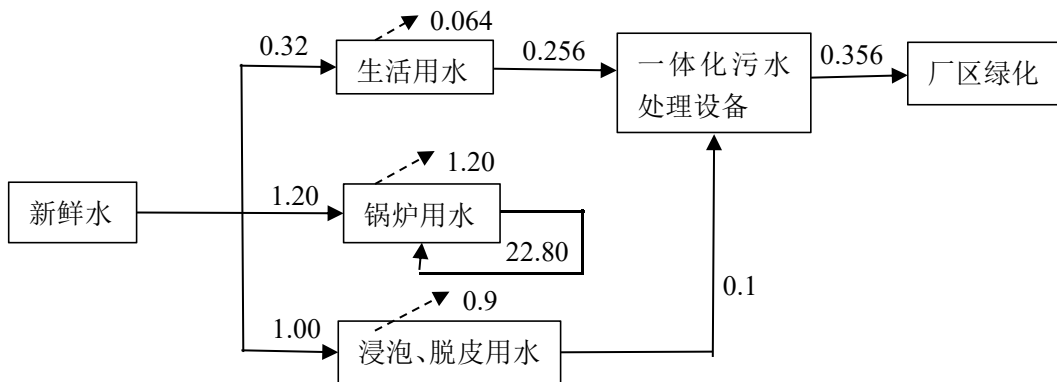 0.064
0.32
生活用水
0.256
一体化污水
处理设备
0.356
厂区绿化
1.20
新鲜水
1.20
锅炉用水
22.80
0.9
0.1
1.00
浸泡、脱皮用水